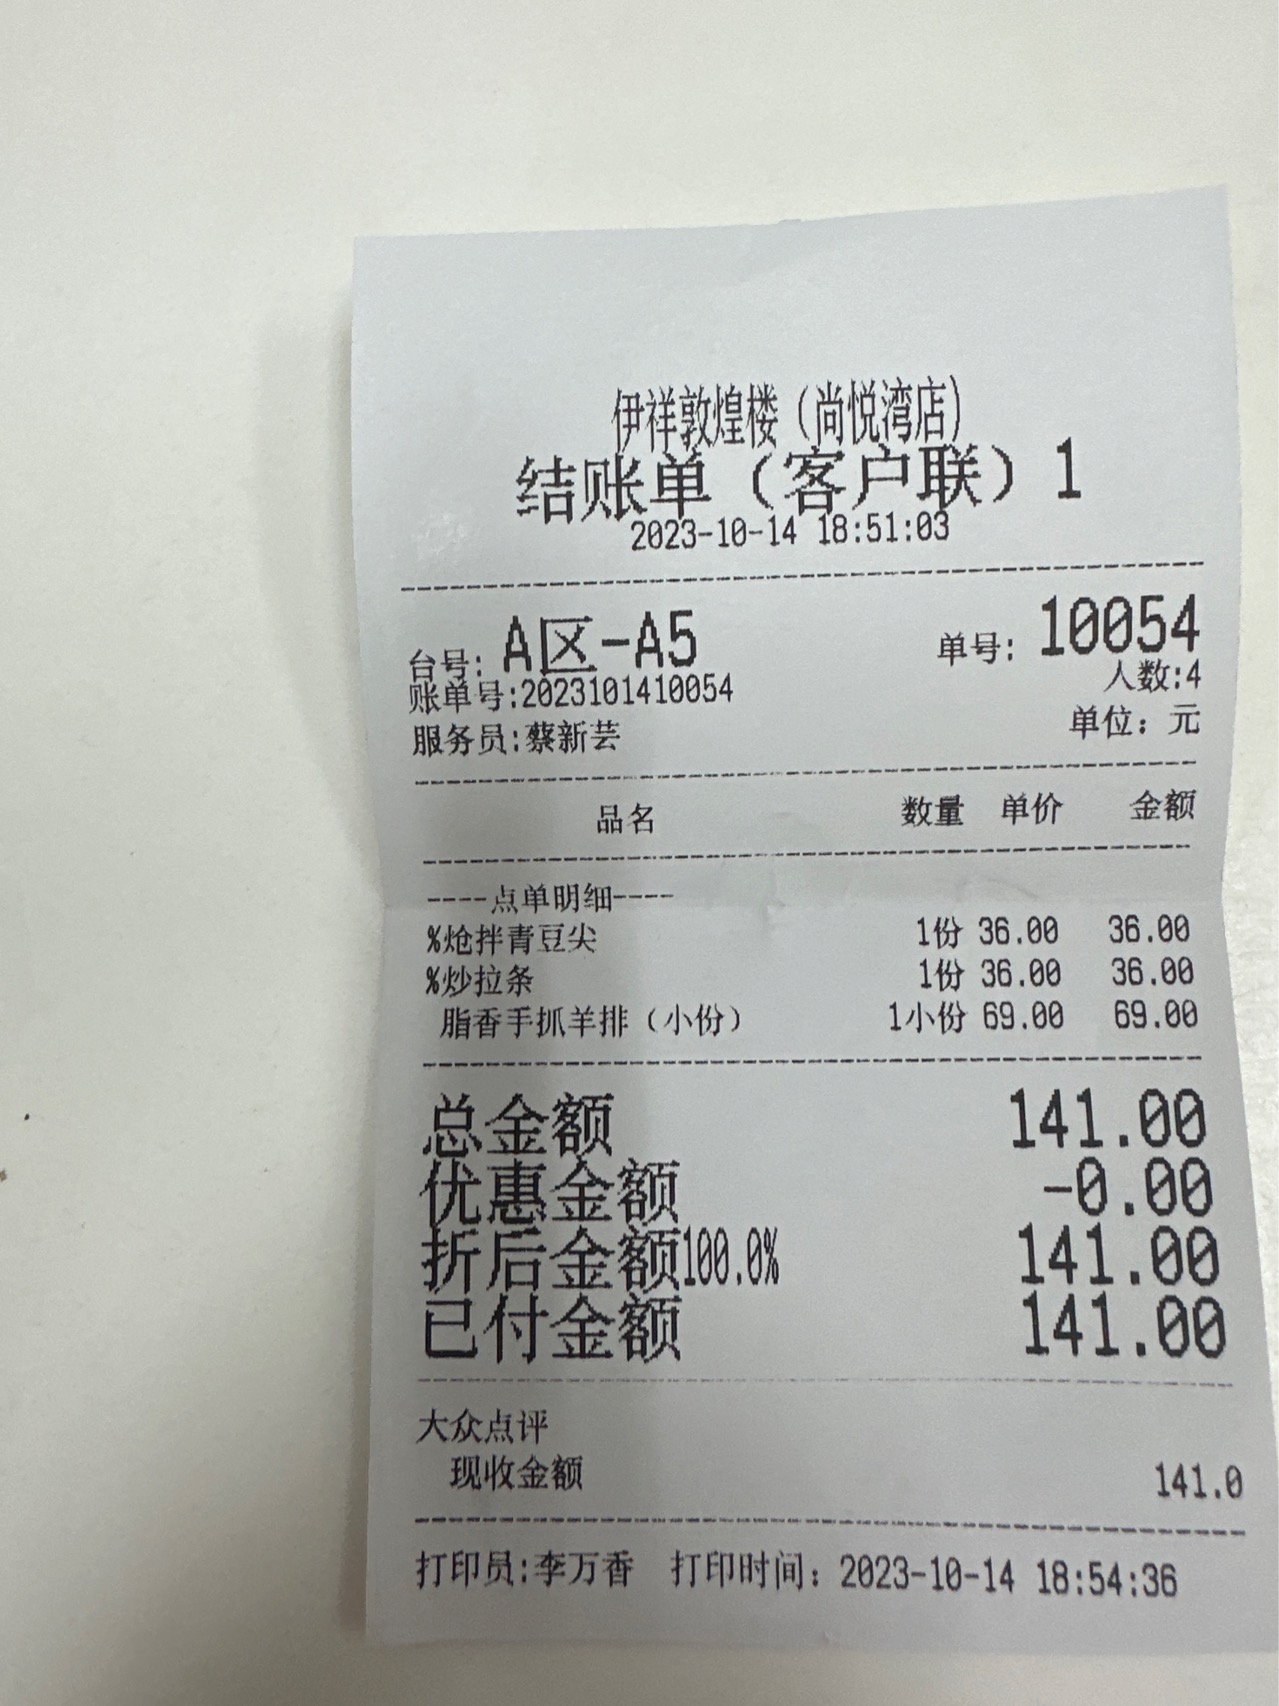 伊祥敦煌楼（尚悦湾店）
结账单（客户联）1
2023-10-14 18:51:03
台号: A区-A5 单号: 10054
账单号:2023101410054 人数:4
服务员:蔡新芸 单位：元
品名 数量 单价 金额
----点单明细----
%炝拌青豆尖 1份 36.00 36.00
%炒拉条 1份 36.00 36.00
脂香手抓羊排（小份） 1小份 69.00 69.00
总金额 141.00
优惠金额 -0.00
折后金额100.0% 141.00
已付金额 141.00
大众点评
现收金额 141.0
打印员:李万香 打印时间：2023-10-14 18:54:36